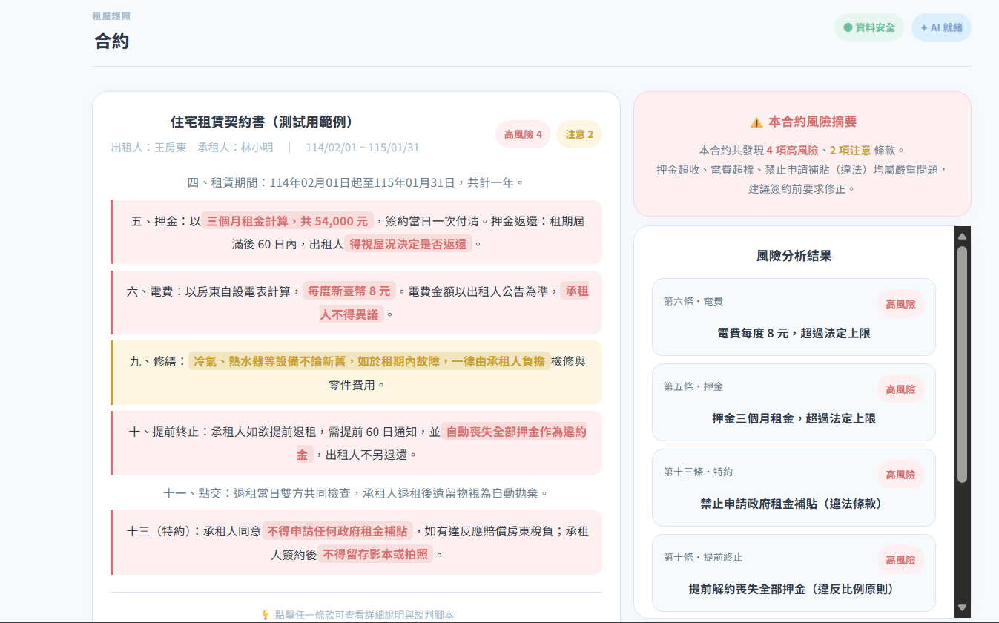 租屋護照
合約
資料安全
✦ AI 就緒
住宅租賃契約書（測試用範例）
出租人：王房東　承租人：林小明　｜　114/02/01 ~ 115/01/31
高風險 4
注意 2
四、租賃期間：114年02月01日起至115年01月31日，共計一年。
五、押金：以 三個月租金計算，共 54,000 元 ，簽約當日一次付清。押金返還：租期屆
滿後 60 日內，出租人 得視屋況決定是否返還 。
六、電費：以房東自設電表計算， 每度新臺幣 8 元 。電費金額以出租人公告為準， 承租
人不得異議 。
九、修繕： 冷氣、熱水器等設備不論新舊，如於租期內故障，一律由承租人負擔 檢修與
零件費用。
十、提前終止：承租人如欲提前退租，需提前 60 日通知，並 自動喪失全部押金作為違約
金 ，出租人不另退還。
十一、點交：退租當日雙方共同檢查，承租人退租後遺留物視為自動拋棄。
十三（特約）：承租人同意 不得申請任何政府租金補貼 ，如有違反應賠償房東稅負；承租
人簽約後 不得留存影本或拍照 。
點擊任一條款可查看詳細說明與談判腳本
本合約風險摘要
本合約共發現 4 項高風險、2 項注意 條款。
押金超收、電費超標、禁止申請補貼（違法）均屬嚴重問題，
建議簽約前要求修正。
風險分析結果
第六條・電費
高風險
電費每度 8 元，超過法定上限
第五條・押金
高風險
押金三個月租金，超過法定上限
第十三條・特約
高風險
禁止申請政府租金補貼（違法條款）
第十條・提前終止
高風險
提前解約喪失全部押金（違反比例原則）